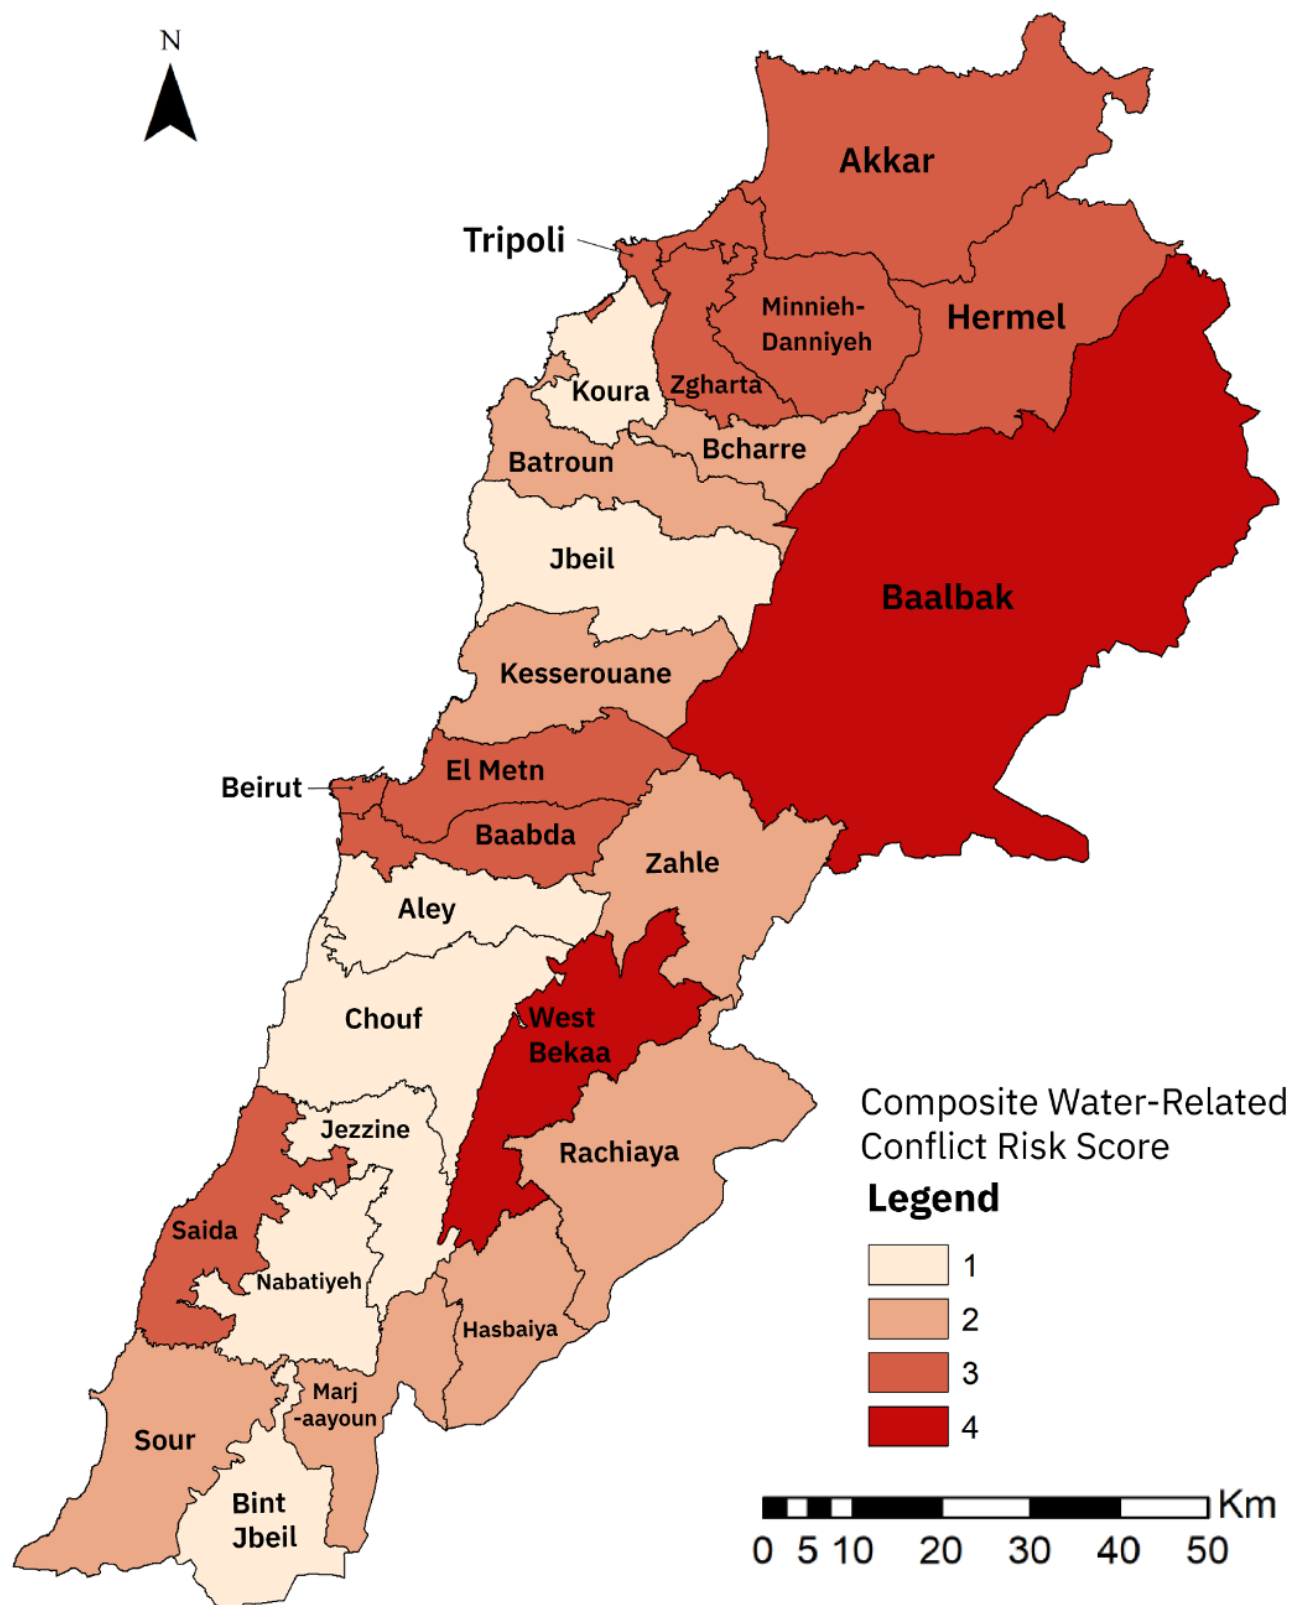 N
Akkar
Tripoli
Minnieh-
Danniyeh
Hermel
Koura
Zgharta
Bcharre
Batroun
Jbeil
Baalbak
Kesserouane
El Metn
Beirut
Baabda
Zahle
Aley
Chouf
West
Bekaa
Composite Water-Related
Conflict Risk Score
Legend
1
2
3
4
Jezzine
Rachiaya
Saida
Nabatiyeh
Hasbaiya
Marj
-aayoun
Sour
Bint
Jbeil
Km
0 5 10 20 30 40 50